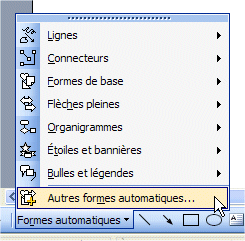 Lignes
Connecteurs
Formes de base
Flèches pleines
Organigrammes
Étoiles et bannières
Bulles et légendes
Autres formes automatiques...
Formes automatiques